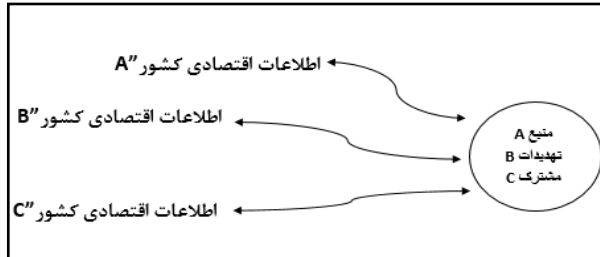 اطلاعات اقتصادی کشور”A
اطلاعات اقتصادی کشور”B
اطلاعات اقتصادی کشور”C
منبع A
تهدیدات B
مشترک C